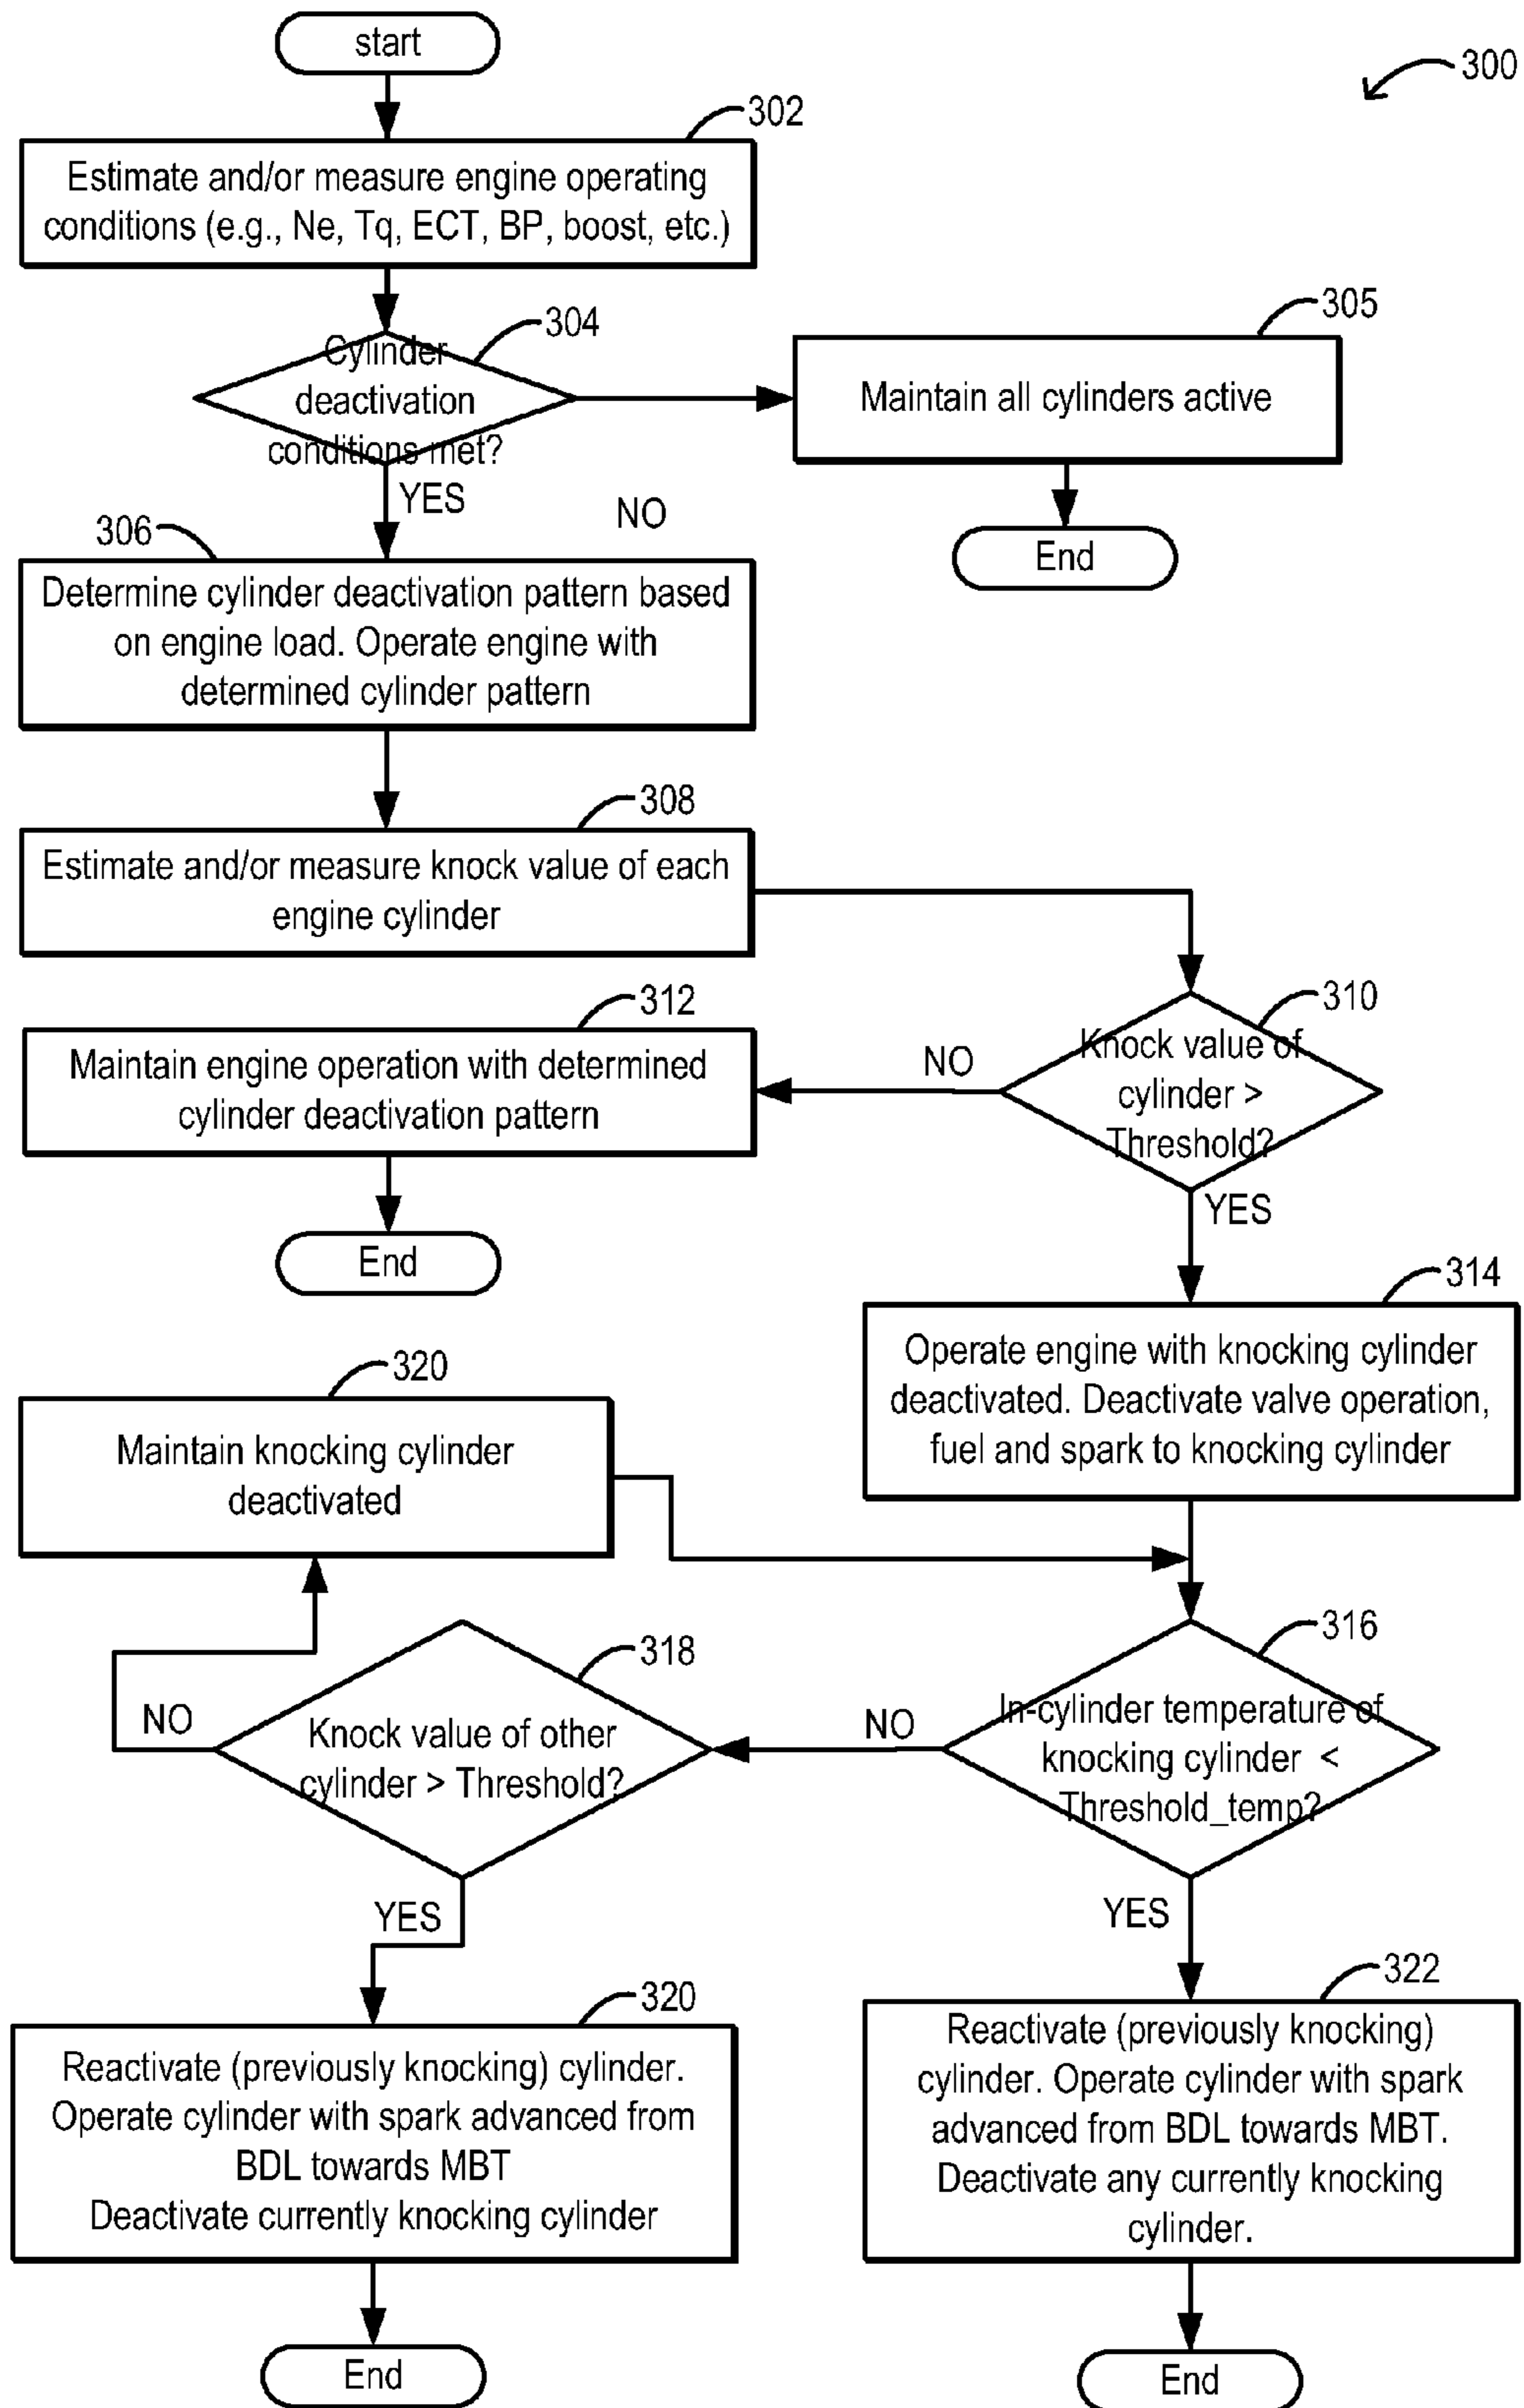 start
300
302
Estimate and/or measure engine operating
conditions (e.g., Ne, Tq, ECT, BP, boost, etc.)
304
Cylinder
deactivation
conditions met?
305
Maintain all cylinders active
YES
NO
End
306
Determine cylinder deactivation pattern based
on engine load. Operate engine with
determined cylinder pattern
308
Estimate and/or measure knock value of each
engine cylinder
310
Knock value of
cylinder >
Threshold?
NO
312
Maintain engine operation with determined
cylinder deactivation pattern
End
YES
314
Operate engine with knocking cylinder
deactivated. Deactivate valve operation,
fuel and spark to knocking cylinder
320
Maintain knocking cylinder
deactivated
316
In-cylinder temperature of
knocking cylinder <
Threshold_temp?
NO
318
Knock value of other
cylinder > Threshold?
NO
YES
YES
320
Reactivate (previously knocking) cylinder.
Operate cylinder with spark advanced from
BDL towards MBT
Deactivate currently knocking cylinder
End
322
Reactivate (previously knocking)
cylinder. Operate cylinder with spark
advanced from BDL towards MBT.
Deactivate any currently knocking
cylinder.
End